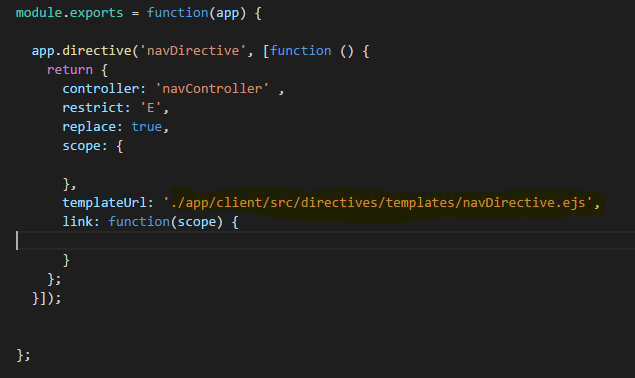 module.exports = function(app) {
app.directive('navDirective', [function () {
return {
controller: 'navController' ,
restrict: 'E',
replace: true,
scope: {
},
templateUrl: './app/client/src/directives/templates/navDirective.ejs',
link: function(scope) {
}
};
}]);
};